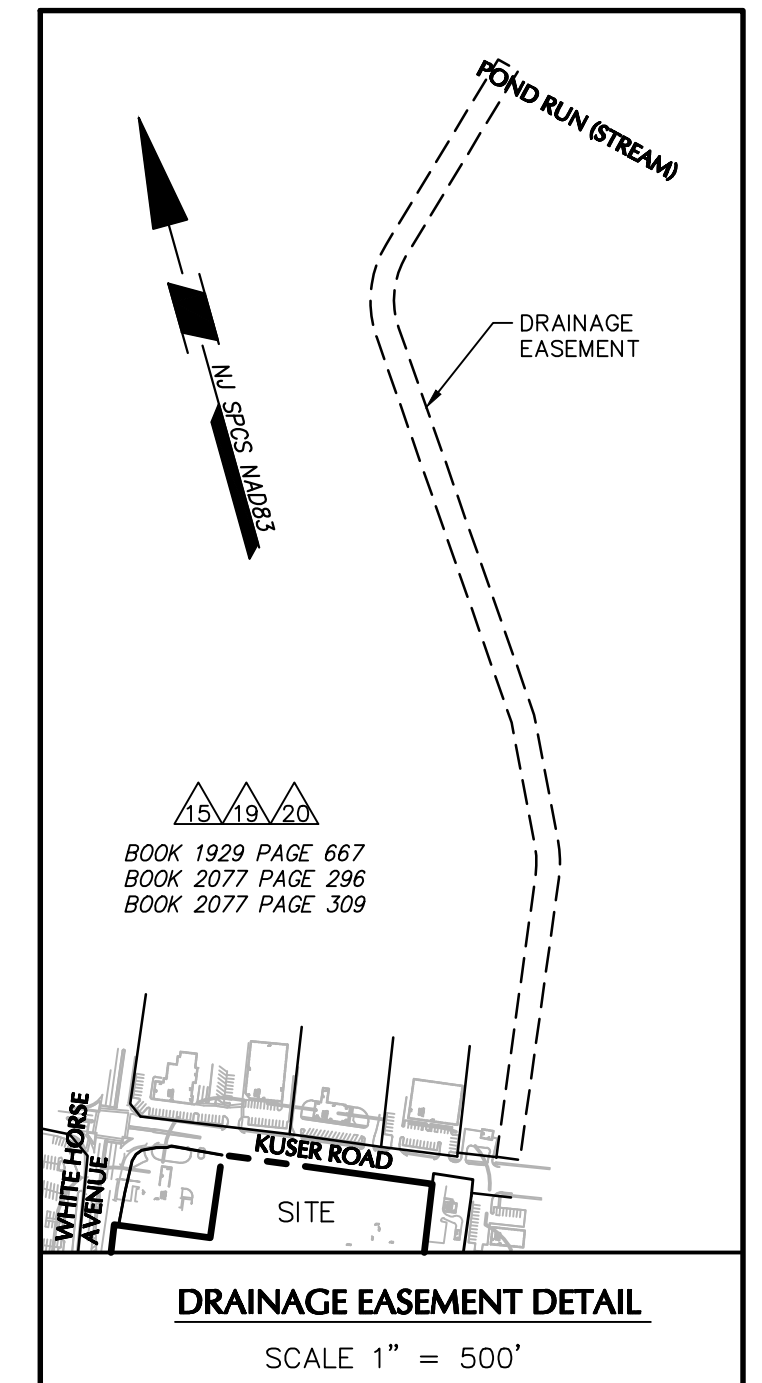 POND RUN (STREAM)
DRAINAGE
EASEMENT
NJ SPCS NAD83
15 19 20
BOOK 1929 PAGE 667
BOOK 2077 PAGE 296
BOOK 2077 PAGE 309
WHITE HORSE
AVENUE
KUSER ROAD
SITE
DRAINAGE EASEMENT DETAIL
SCALE 1" = 500'